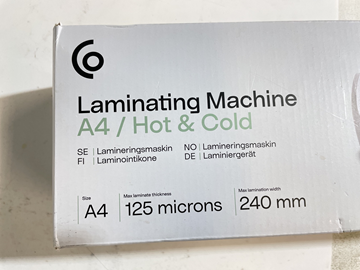 Laminating Machine
A4 / Hot & Cold
SE | Lamineringsmaskin NO | Lamineringsmaskin
FI | Laminointikone DE | Laminiergerät
Size Max laminate thickness Max lamination width
A4 125 microns 240 mm